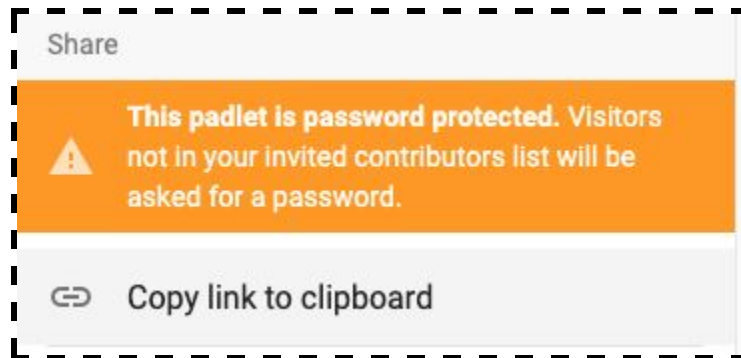 Share
This padlet is password protected. Visitors
not in your invited contributors list will be
asked for a password.
Copy link to clipboard